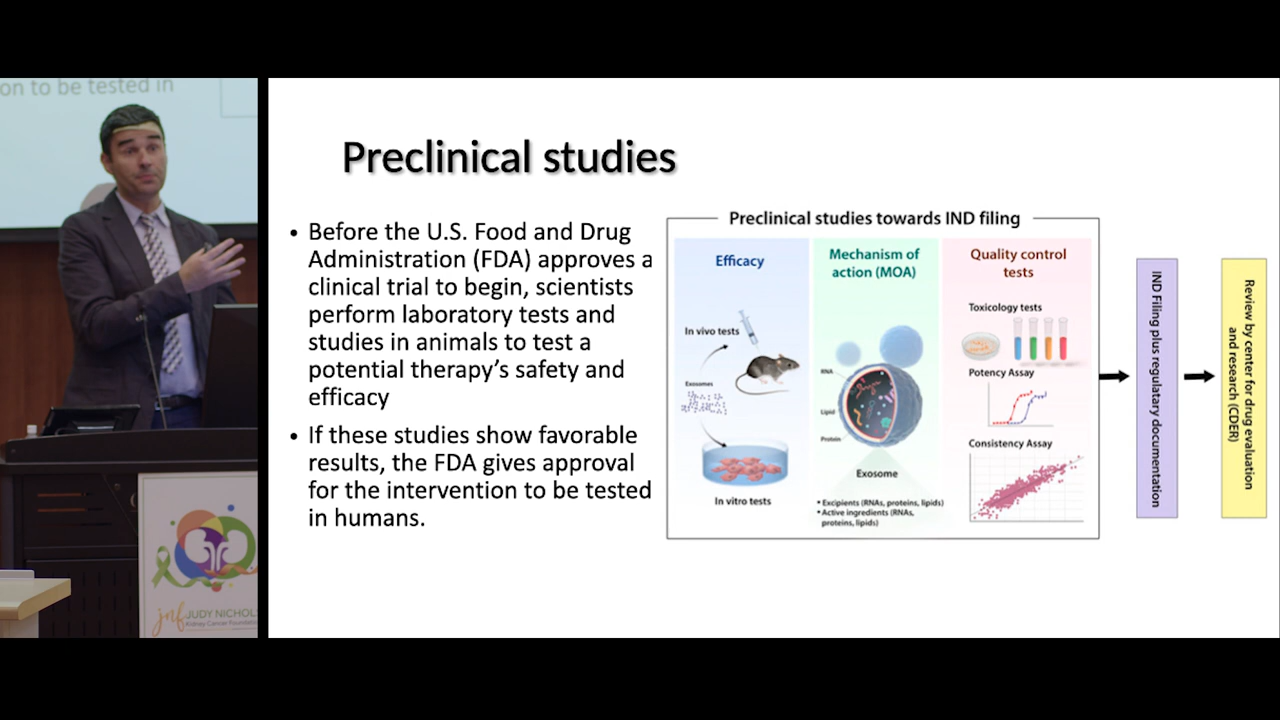 on to be tested in
Preclinical studies
• Before the U.S. Food and Drug
Administration (FDA) approves a
clinical trial to begin, scientists
perform laboratory tests and
studies in animals to test a
potential therapy's safety and
efficacy
• If these studies show favorable
results, the FDA gives approval
for the intervention to be tested
in humans.
Preclinical studies towards IND filing
Efficacy
In vivo tests
Exosomes
In vitro tests
Mechanism of
action (MOA)
RNA
Lipid
Protein
Exosome
• Excipients (RNAs, proteins, lipids)
• Active ingredients (RNAs,
proteins, lipids)
Quality control
tests
Toxicology tests
Potency Assay
Consistency Assay
IND Filing plus regulatary documentation
Review by center for drug evaluation
and research (CDER)
jnf JUDY NICHOLS
Kidney Cancer Foundation